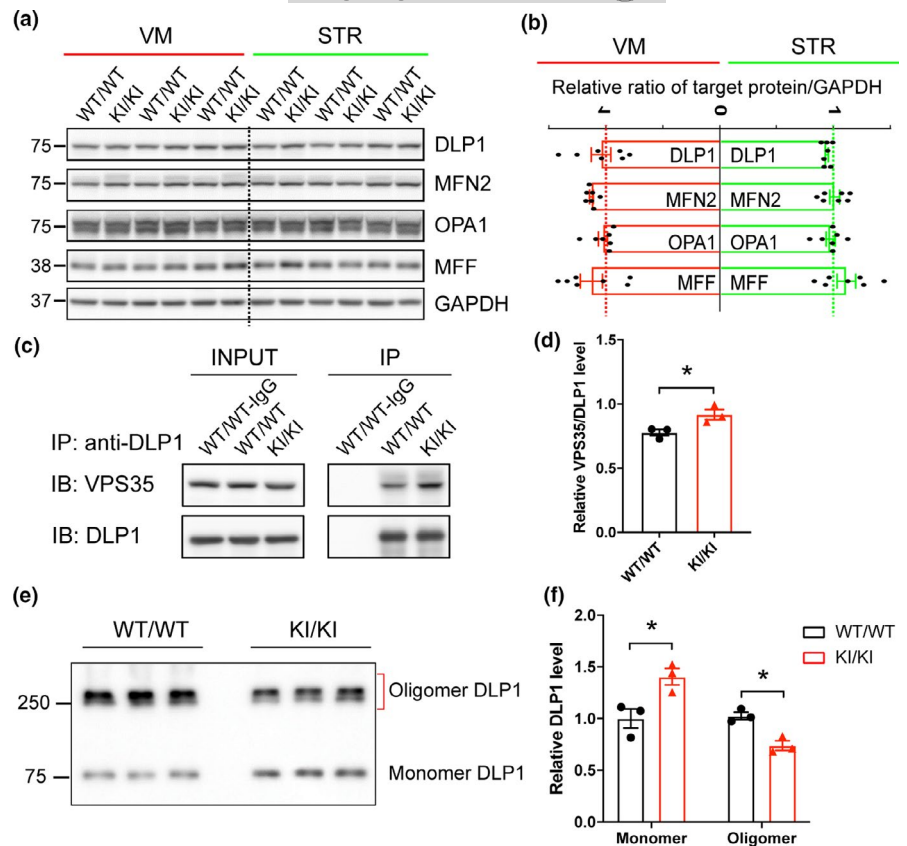 (a)
VM STR
WT/WT KI/KI WT/WT KI/KI WT/WT KI/KI WT/WT KI/KI WT/WT KI/KI WT/WT KI/KI
75 DLP1
75 MFN2
75 OPA1
38 MFF
37 GAPDH
(b)
VM STR
Relative ratio of target protein/GAPDH
1 0 1
DLP1 DLP1
MFN2 MFN2
OPA1 OPA1
MFF MFF
(c)
INPUT IP
WT/WT-IgG WT/WT KI/KI WT/WT-IgG WT/WT KI/KI
IP: anti-DLP1
IB: VPS35
IB: DLP1
(d)
Relative VPS35/DLP1 level
1.5
1.0
0.5
0.0
*
WT/WT KI/KI
(e)
WT/WT KI/KI
250 Oligomer DLP1
75 Monomer DLP1
(f)
Relative DLP1 level
2.0
1.5
1.0
0.5
0.0
* *
Monomer Oligomer
WT/WT
KI/KI